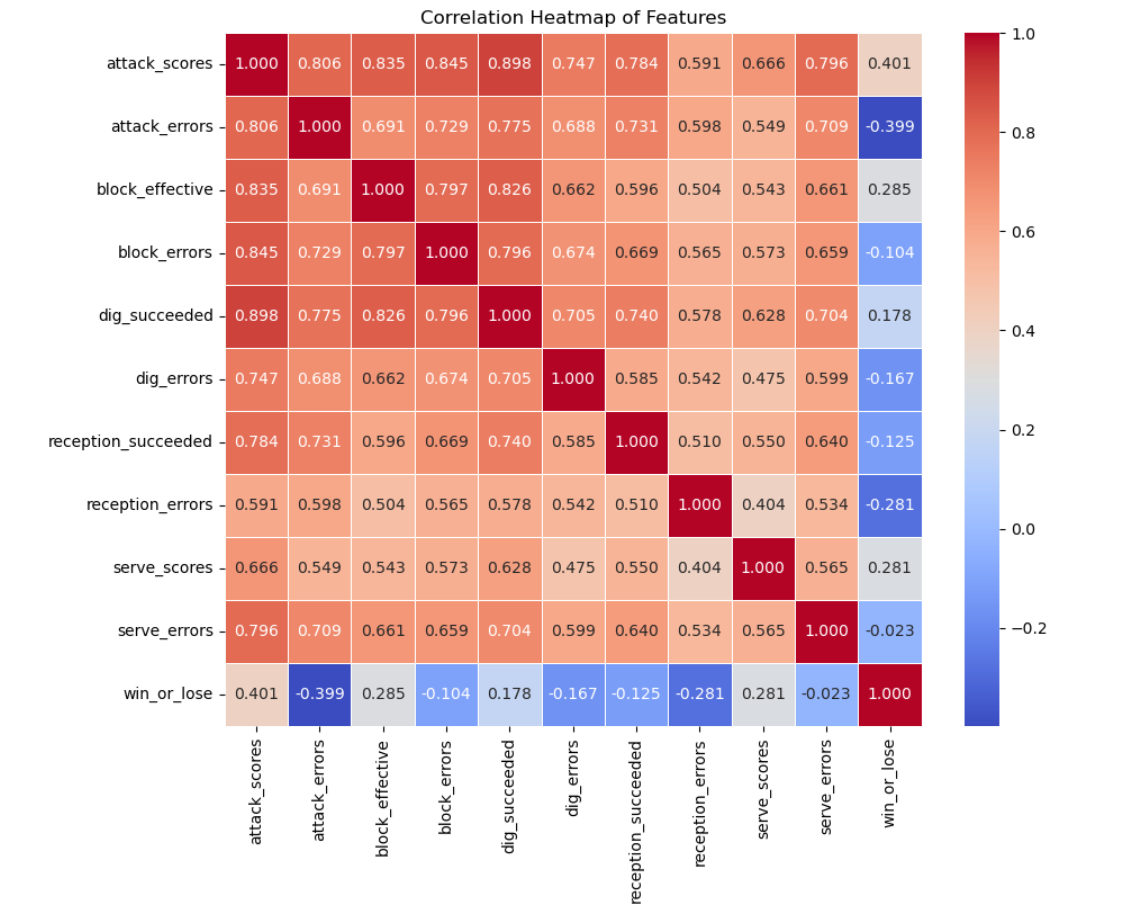 Correlation Heatmap of Features
attack_scores 1.000 0.806 0.835 0.845 0.898 0.747 0.784 0.591 0.666 0.796 0.401
attack_errors 0.806 1.000 0.691 0.729 0.775 0.688 0.731 0.598 0.549 0.709 -0.399
block_effective 0.835 0.691 1.000 0.797 0.826 0.662 0.596 0.504 0.543 0.661 0.285
block_errors 0.845 0.729 0.797 1.000 0.796 0.674 0.669 0.565 0.573 0.659 -0.104
dig_succeeded 0.898 0.775 0.826 0.796 1.000 0.705 0.740 0.578 0.628 0.704 0.178
dig_errors 0.747 0.688 0.662 0.674 0.705 1.000 0.585 0.542 0.475 0.599 -0.167
reception_succeeded 0.784 0.731 0.596 0.669 0.740 0.585 1.000 0.510 0.550 0.640 -0.125
reception_errors 0.591 0.598 0.504 0.565 0.578 0.542 0.510 1.000 0.404 0.534 -0.281
serve_scores 0.666 0.549 0.543 0.573 0.628 0.475 0.550 0.404 1.000 0.565 0.281
serve_errors 0.796 0.709 0.661 0.659 0.704 0.599 0.640 0.534 0.565 1.000 -0.023
win_or_lose 0.401 -0.399 0.285 -0.104 0.178 -0.167 -0.125 -0.281 0.281 -0.023 1.000
attack_scores
attack_errors
block_effective
block_errors
dig_succeeded
dig_errors
reception_succeeded
reception_errors
serve_scores
serve_errors
win_or_lose
1.0
0.8
0.6
0.4
0.2
0.0
−0.2